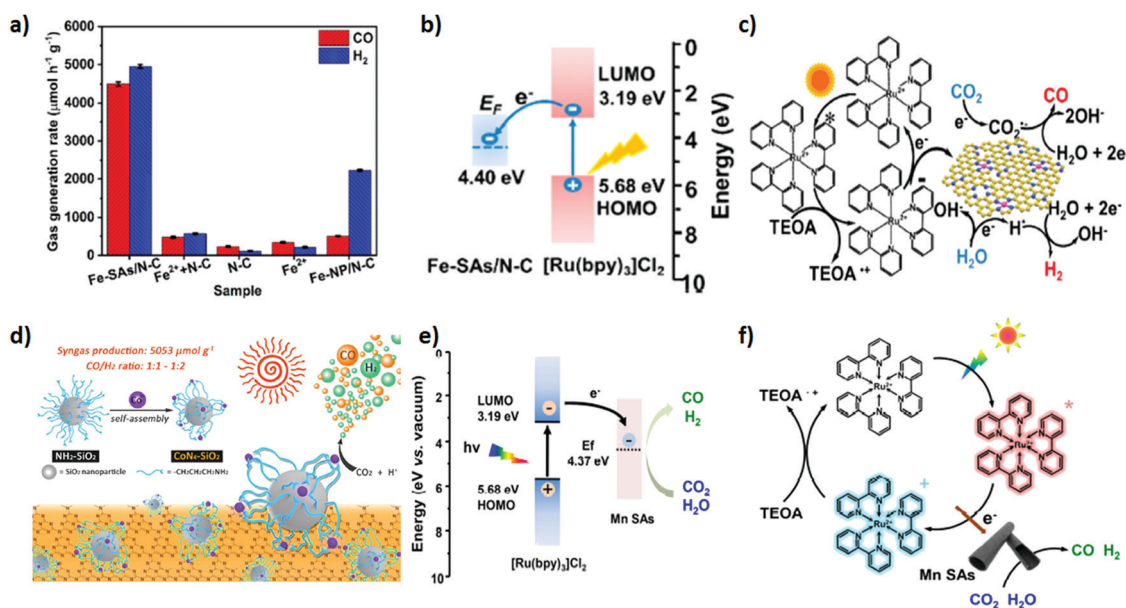 a)
Gas generation rate (μmol h⁻¹ g⁻¹)
6000
5000
4000
3000
2000
1000
0
CO
H₂
Fe-SAs/N-C
Fe²⁺+N-C
N-C
Fe²⁺
Fe-NP/N-C
Sample
b)
LUMO
3.19 eV
E_F
e⁻
4.40 eV
5.68 eV
HOMO
Fe-SAs/N-C
[Ru(bpy)₃]Cl₂
0
2
4
6
8
10
Energy (eV)
c)
*
TEOA
TEOA•+
e⁻
-
CO₂
e⁻
CO₂•-
CO
2OH⁻
H₂O + 2e
OH⁻
e⁻
H₂O
H*
H₂O + 2e⁻
OH⁻
H₂
d)
Syngas production: 5053 μmol g⁻¹
CO/H₂ ratio: 1:1 - 1:2
Co
self-assembly
NH₂-SiO₂
CoN₄-SiO₂
= SiO₂ nanoparticle
= -CH₂CH₂CH₂NH₂
CO
H₂
CO₂ + H⁺
e)
Energy (eV vs. vacuum)
0
2
4
6
8
10
LUMO
3.19 eV
hν
5.68 eV
HOMO
[Ru(bpy)₃]Cl₂
e⁻
Ef
4.37 eV
Mn SAs
CO
H₂
CO₂
H₂O
f)
TEOA·+
TEOA
*
+
e⁻
Mn SAs
CO H₂
CO₂ H₂O